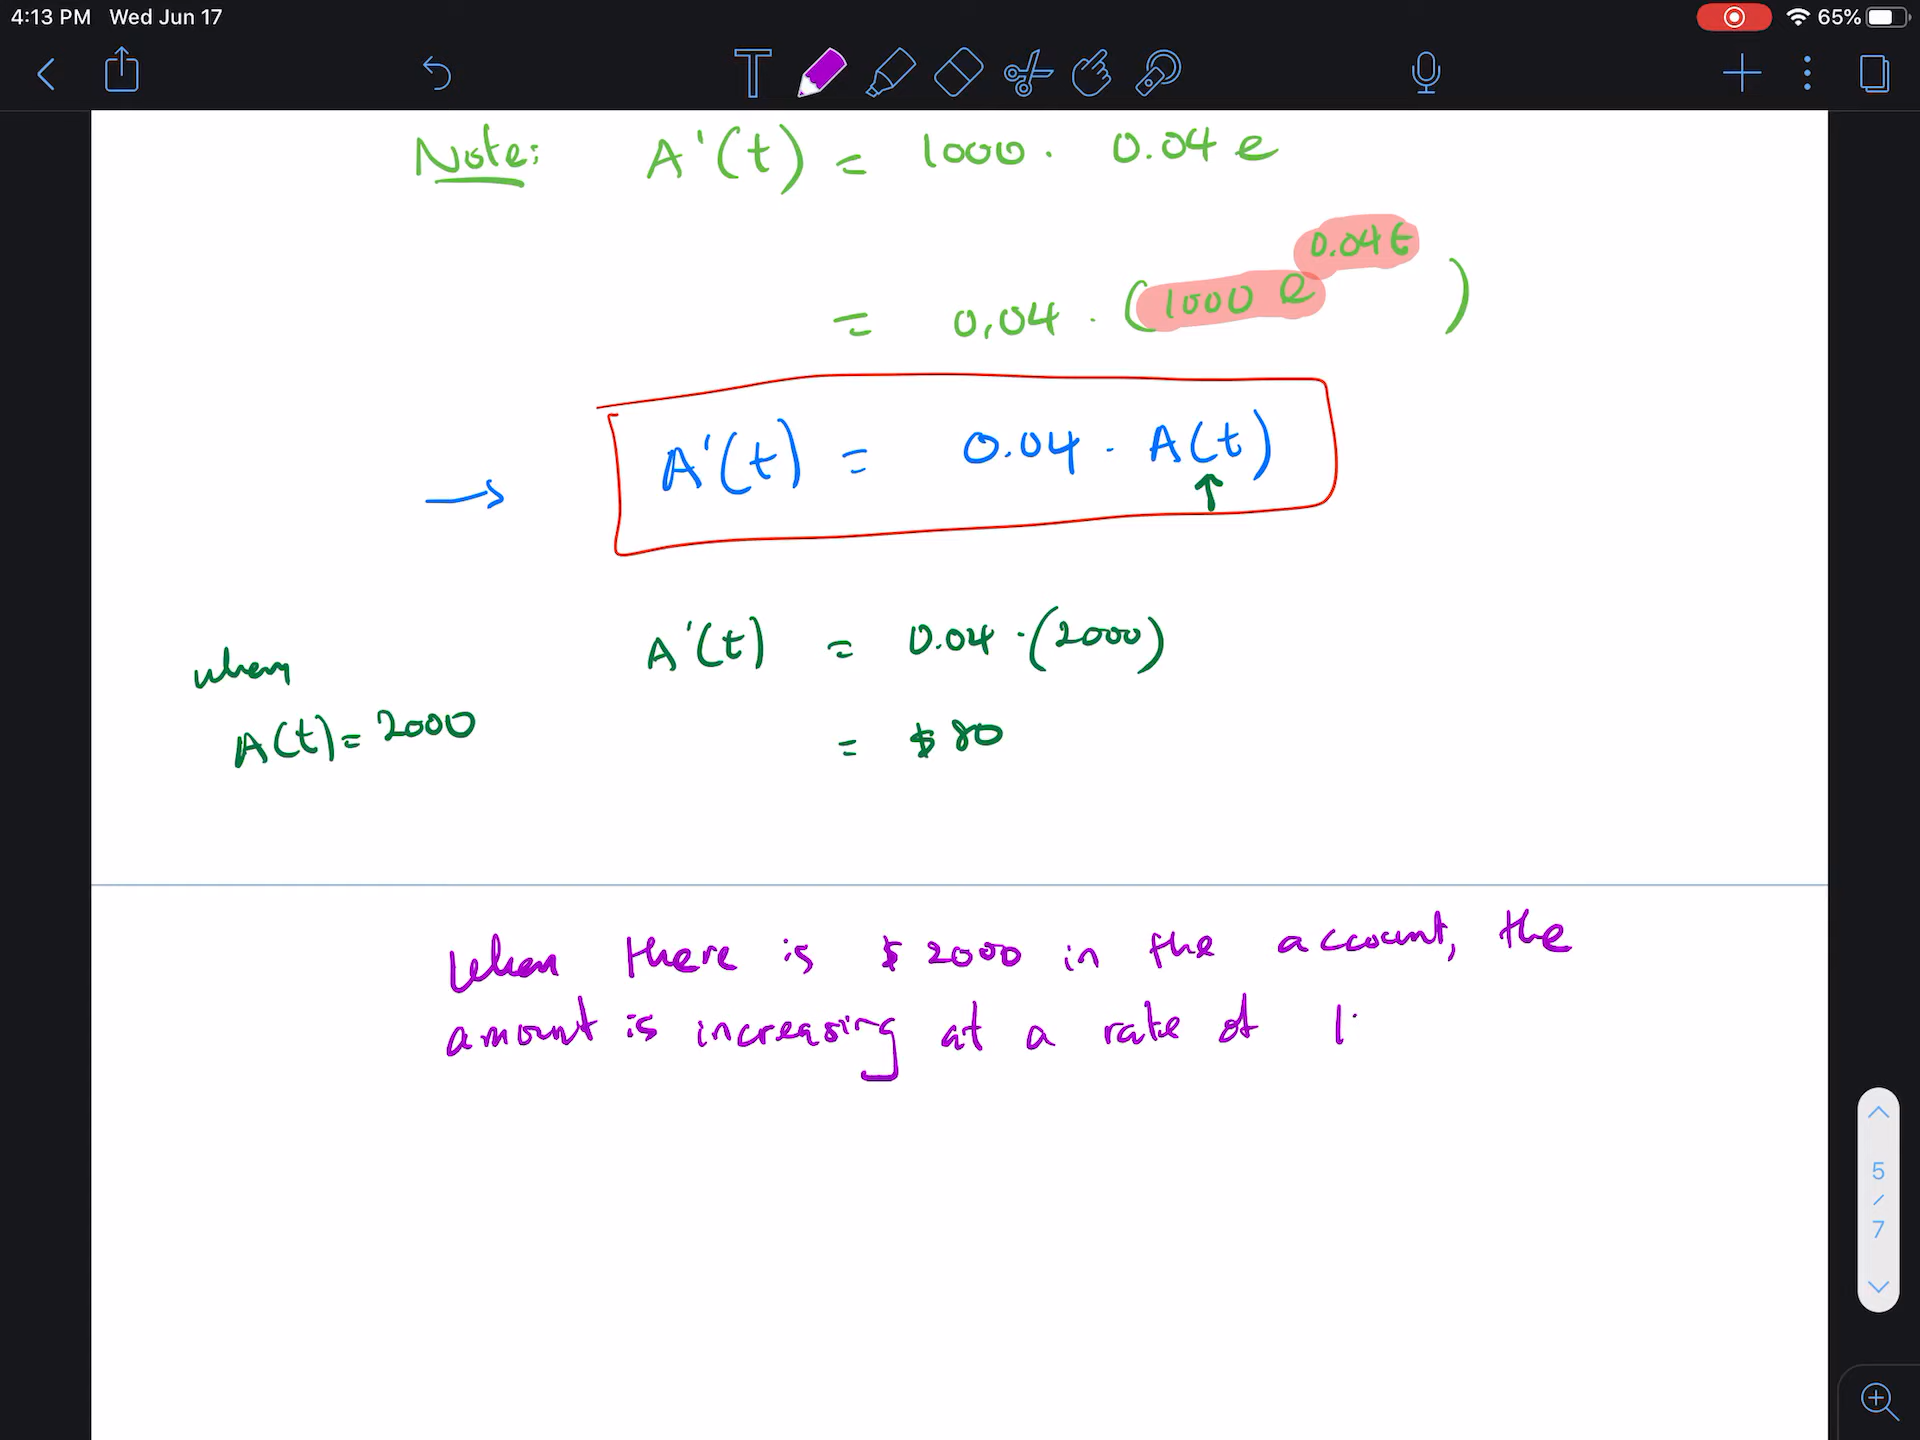 4:13 PM Wed Jun 17
65%
Note: A'(t) = 1000 · 0.04 e
= 0.04 · (1000 e^0.04t)
→ A'(t) = 0.04 · A(t)
↑
when A'(t) = 0.04 · (2000)
A(t) = 2000 = $ 80
When there is $ 2000 in the account, the
amount is increasing at a rate of
5
/
7